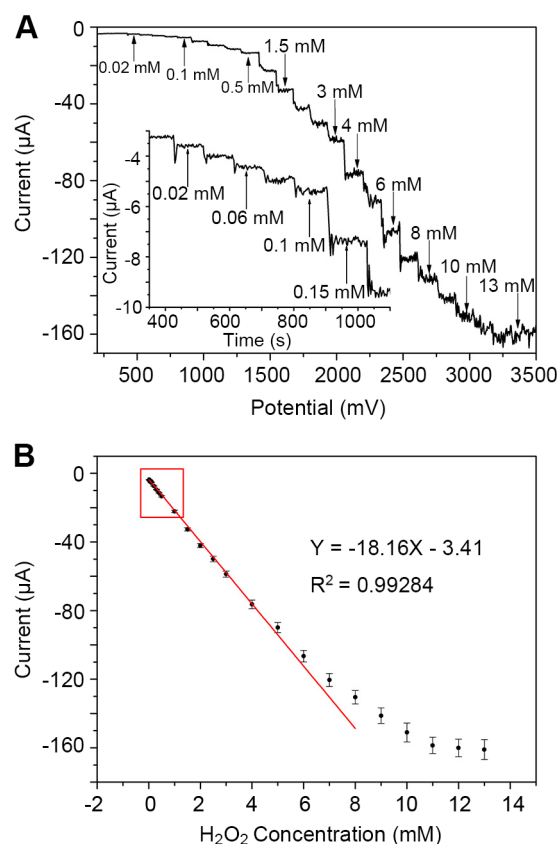 A
0
-40
-80
-120
-160
Current (μA)
0.02 mM
0.1 mM
0.5 mM
1.5 mM
3 mM
4 mM
6 mM
8 mM
10 mM
13 mM
-4
-6
-8
-10
Current (μA)
0.02 mM
0.06 mM
0.1 mM
0.15 mM
400 600 800 1000
Time (s)
500 1000 1500 2000 2500 3000 3500
Potential (mV)
B
0
-40
-80
-120
-160
Current (μA)
Y = -18.16X - 3.41
R² = 0.99284
-2 0 2 4 6 8 10 12 14
H₂O₂ Concentration (mM)